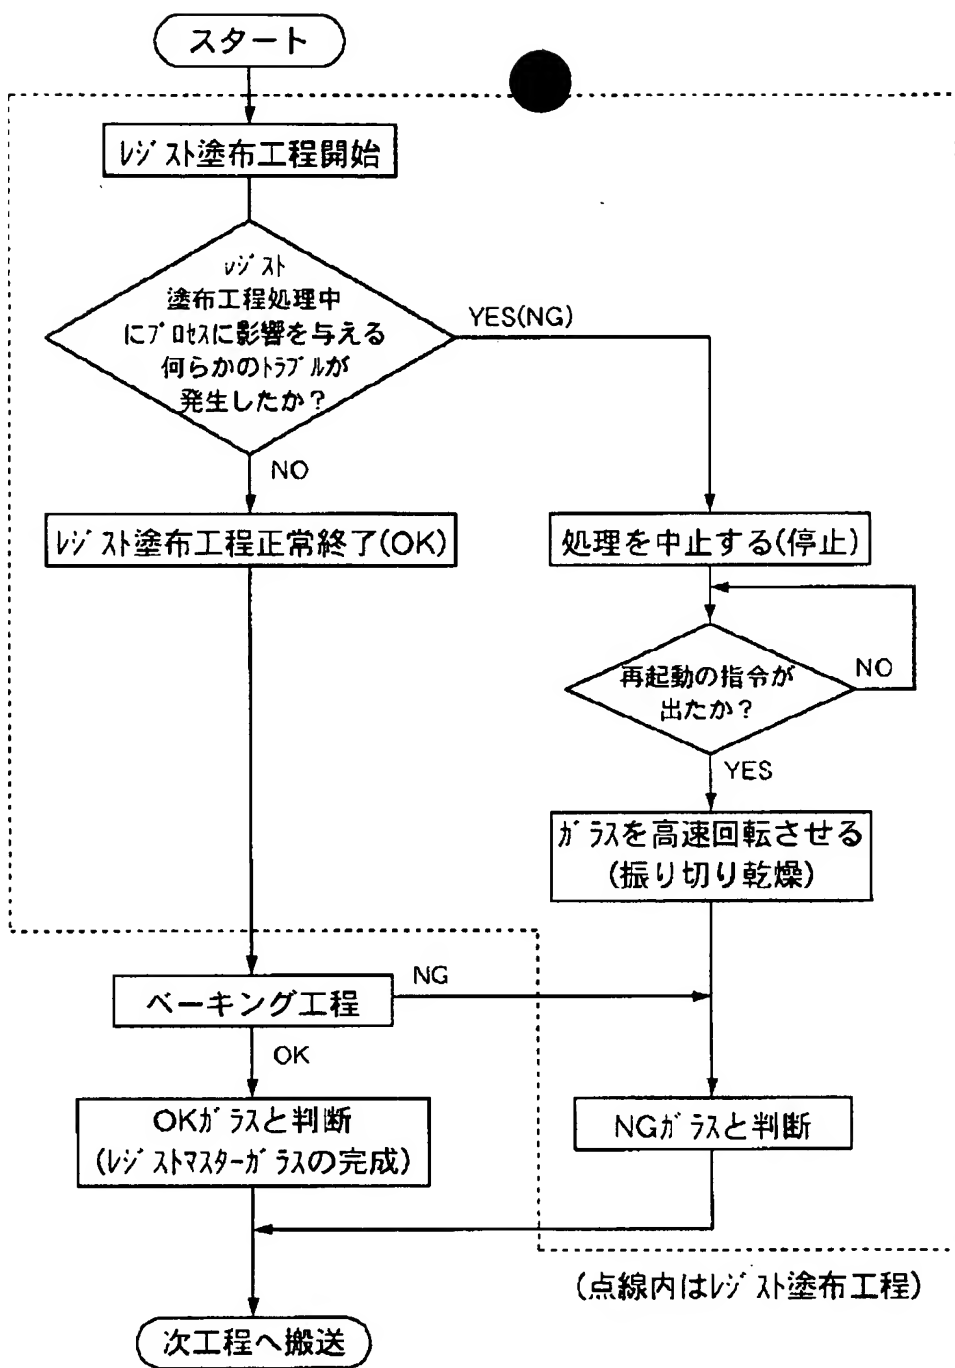 スタート
レジスト塗布工程開始
レジスト
塗布工程処理中
にプロセスに影響を与える
何らかのトラブルが
発生したか?
YES(NG)
NO
レジスト塗布工程正常終了(OK)
処理を中止する(停止)
再起動の指令が
出たか?
NO
YES
ガラスを高速回転させる
(振り切り乾燥)
ベーキング工程
NG
OK
OKガラスと判断
(レジストマスターガラスの完成)
NGガラスと判断
(点線内はレジスト塗布工程)
次工程へ搬送